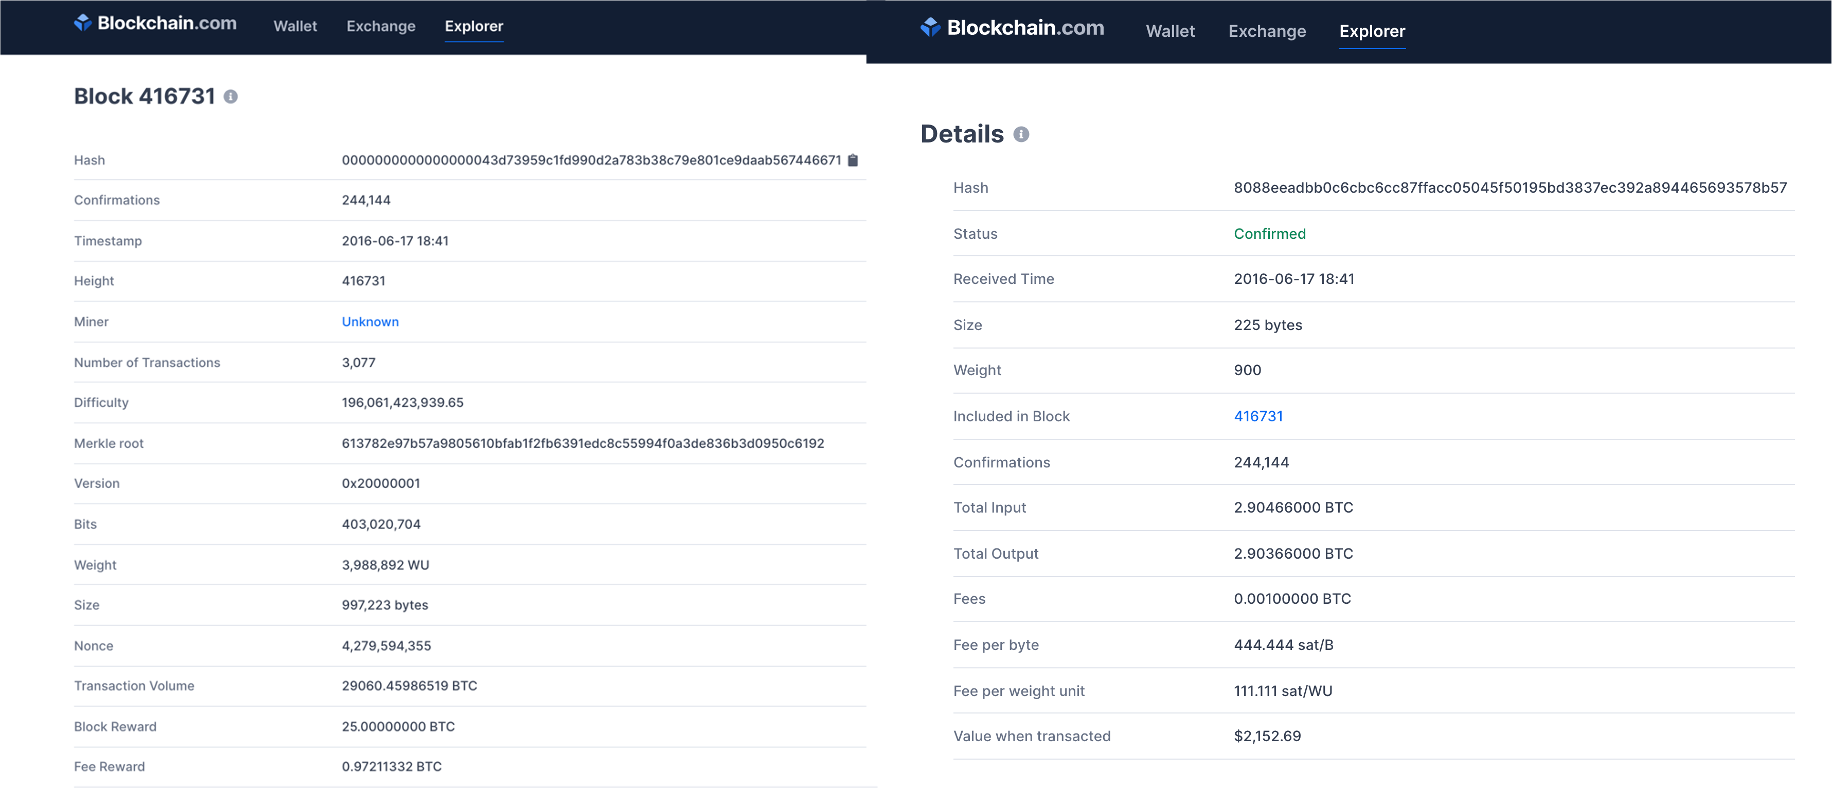 Blockchain.com Wallet Exchange Explorer
Block 416731
Hash 0000000000000000043d73959c1fd990d2a783b38c79e801ce9daab567446671
Confirmations 244,144
Timestamp 2016-06-17 18:41
Height 416731
Miner Unknown
Number of Transactions 3,077
Difficulty 196,061,423,939.65
Merkle root 613782e97b57a9805610bfab1f2fb6391edc8c55994f0a3de836b3d0950c6192
Version 0x20000001
Bits 403,020,704
Weight 3,988,892 WU
Size 997,223 bytes
Nonce 4,279,594,355
Transaction Volume 29060.45986519 BTC
Block Reward 25.00000000 BTC
Fee Reward 0.97211332 BTC
Blockchain.com Wallet Exchange Explorer
Details
Hash 8088eeadbb0c6cbc6cc87ffacc05045f50195bd3837ec392a894465693578b57
Status Confirmed
Received Time 2016-06-17 18:41
Size 225 bytes
Weight 900
Included in Block 416731
Confirmations 244,144
Total Input 2.90466000 BTC
Total Output 2.90366000 BTC
Fees 0.00100000 BTC
Fee per byte 444.444 sat/B
Fee per weight unit 111.111 sat/WU
Value when transacted $2,152.69